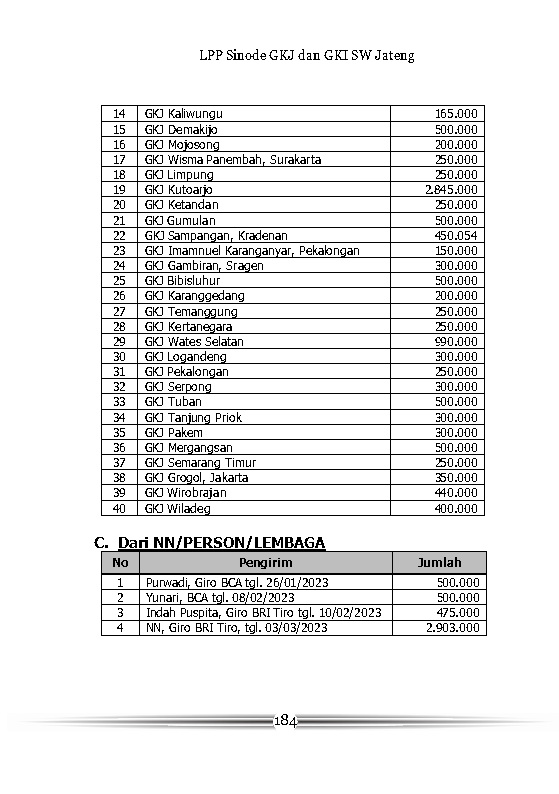 LPP Sinode GKJ dan GKI SW Jateng
14 GKJ Kaliwungu 165.000
15 GKJ Demakijo 500.000
16 GKJ Mojosong 200.000
17 GKJ Wisma Panembah, Surakarta 250.000
18 GKJ Limpung 250.000
19 GKJ Kutoarjo 2.845.000
20 GKJ Ketandan 250.000
21 GKJ Gumulan 500.000
22 GKJ Sampangan, Kradenan 450.054
23 GKJ Imamnuel Karanganyar, Pekalongan 150.000
24 GKJ Gambiran, Sragen 300.000
25 GKJ Bibisluhur 500.000
26 GKJ Karanggedang 200.000
27 GKJ Temanggung 250.000
28 GKJ Kertanegara 250.000
29 GKJ Wates Selatan 990.000
30 GKJ Logandeng 300.000
31 GKJ Pekalongan 250.000
32 GKJ Serpong 300.000
33 GKJ Tuban 500.000
34 GKJ Tanjung Priok 300.000
35 GKJ Pakem 300.000
36 GKJ Mergangsan 500.000
37 GKJ Semarang Timur 250.000
38 GKJ Grogol, Jakarta 350.000
39 GKJ Wirobrajan 440.000
40 GKJ Wiladeg 400.000
C. Dari NN/PERSON/LEMBAGA
No Pengirim Jumlah
1 Purwadi, Giro BCA tgl. 26/01/2023 500.000
2 Yunari, BCA tgl. 08/02/2023 500.000
3 Indah Puspita, Giro BRI Tiro tgl. 10/02/2023 475.000
4 NN, Giro BRI Tiro, tgl. 03/03/2023 2.903.000
184